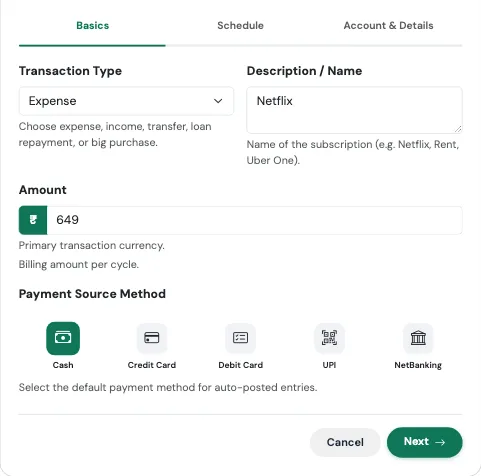 Basics
Schedule
Account & Details
Transaction Type
Expense
Choose expense, income, transfer, loan
repayment, or big purchase.
Description / Name
Netflix
Name of the subscription (e.g. Netflix, Rent,
Uber One).
Amount
₹ 649
Primary transaction currency.
Billing amount per cycle.
Payment Source Method
Cash
Credit Card
Debit Card
UPI
NetBanking
Select the default payment method for auto-posted entries.
Cancel
Next →